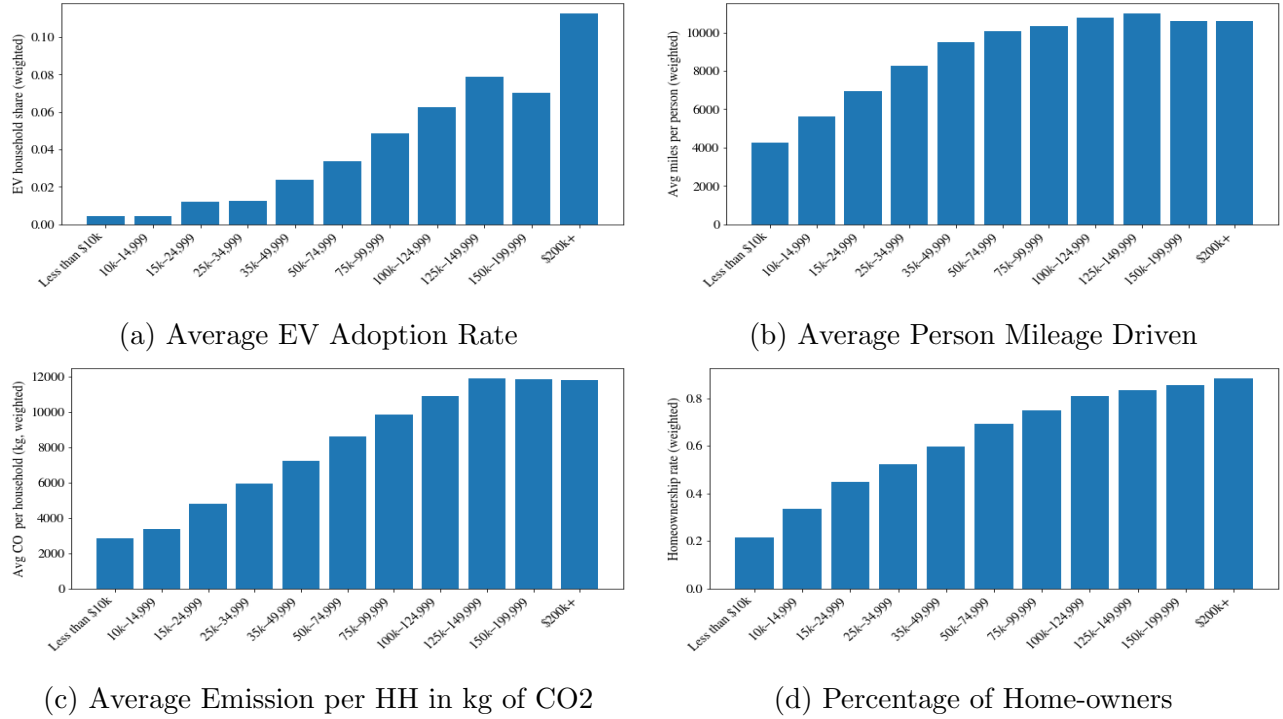 EV household share (weighted)
0.10
0.08
0.06
0.04
0.02
0.00
Less than $10k
10k–14,999
15k–24,999
25k–34,999
35k–49,999
50k–74,999
75k–99,999
100k–124,999
125k–149,999
150k–199,999
$200k+
(a) Average EV Adoption Rate
Avg miles per person (weighted)
10000
8000
6000
4000
2000
0
Less than $10k
10k–14,999
15k–24,999
25k–34,999
35k–49,999
50k–74,999
75k–99,999
100k–124,999
125k–149,999
150k–199,999
$200k+
(b) Average Person Mileage Driven
Avg CO per household (kg, weighted)
12000
10000
8000
6000
4000
2000
0
Less than $10k
10k–14,999
15k–24,999
25k–34,999
35k–49,999
50k–74,999
75k–99,999
100k–124,999
125k–149,999
150k–199,999
$200k+
(c) Average Emission per HH in kg of CO2
Homeownership rate (weighted)
0.8
0.6
0.4
0.2
0.0
Less than $10k
10k–14,999
15k–24,999
25k–34,999
35k–49,999
50k–74,999
75k–99,999
100k–124,999
125k–149,999
150k–199,999
$200k+
(d) Percentage of Home-owners